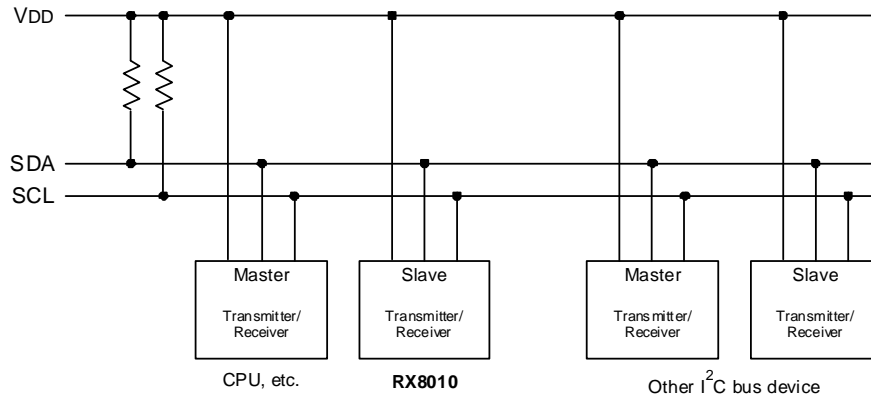 VDD
SDA
SCL
Master
Transmitter/
Receiver
CPU, etc.
Slave
Transmitter/
Receiver
RX8010
Master
Transmitter/
Receiver
Slave
Transmitter/
Receiver
Other I²C bus device